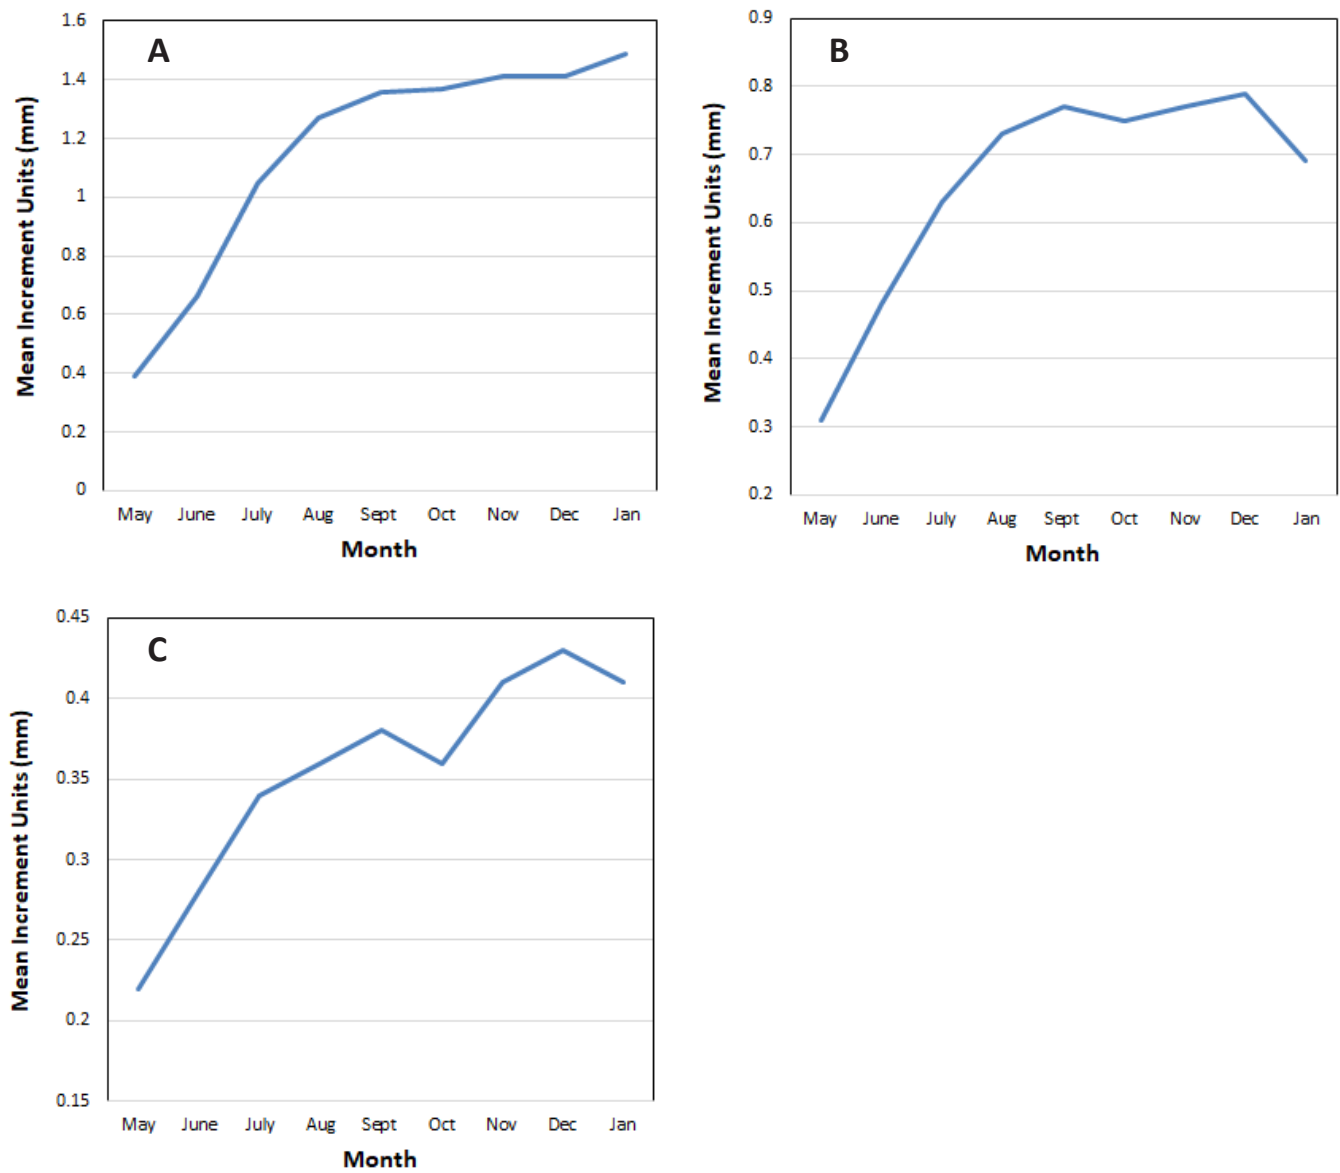 A
Mean Increment Units (mm)
1.6
1.4
1.2
1
0.8
0.6
0.4
0.2
0
May June July Aug Sept Oct Nov Dec Jan
Month
B
Mean Increment Units (mm)
0.9
0.8
0.7
0.6
0.5
0.4
0.3
0.2
May June July Aug Sept Oct Nov Dec Jan
Month
C
Mean Increment Units (mm)
0.45
0.4
0.35
0.3
0.25
0.2
0.15
May June July Aug Sept Oct Nov Dec Jan
Month